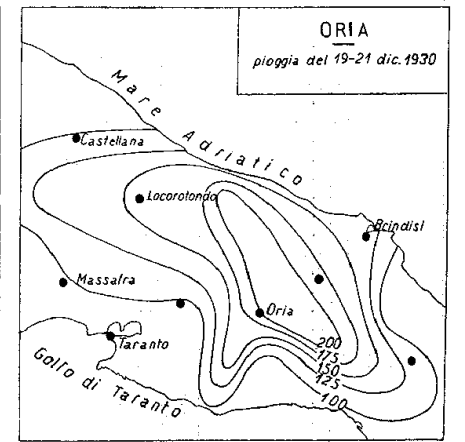 ORIA
pioggia del 19-21 dic. 1930
Mare Adriatico
Castellana
Locorotondo
Brindisi
Massafra
Oria
Taranto
200
175
150
125
100
Golfo di Taranto